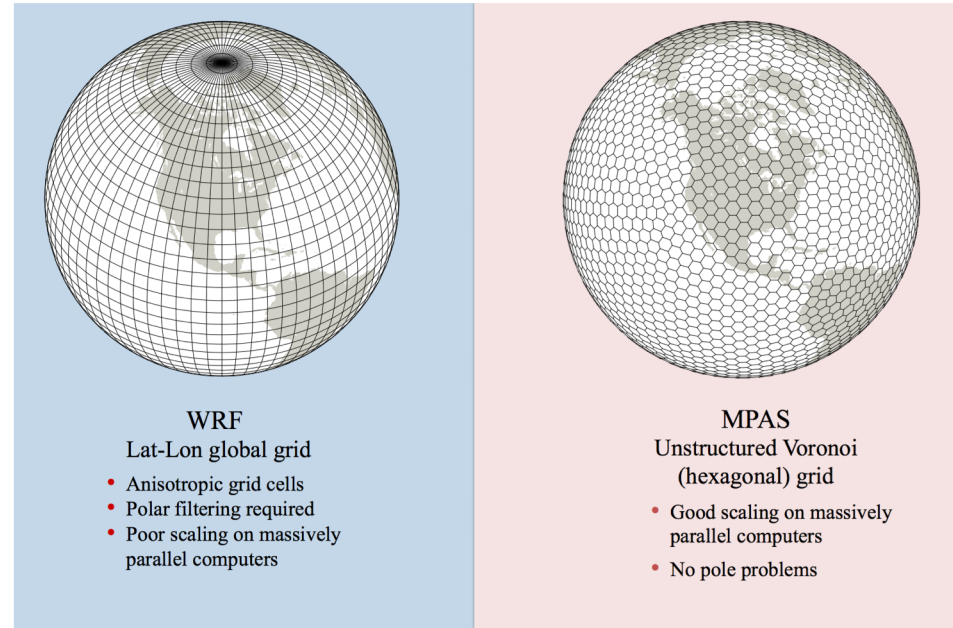 WRF
Lat-Lon global grid
• Anisotropic grid cells
• Polar filtering required
• Poor scaling on massively
parallel computers
MPAS
Unstructured Voronoi
(hexagonal) grid
• Good scaling on massively
parallel computers
• No pole problems